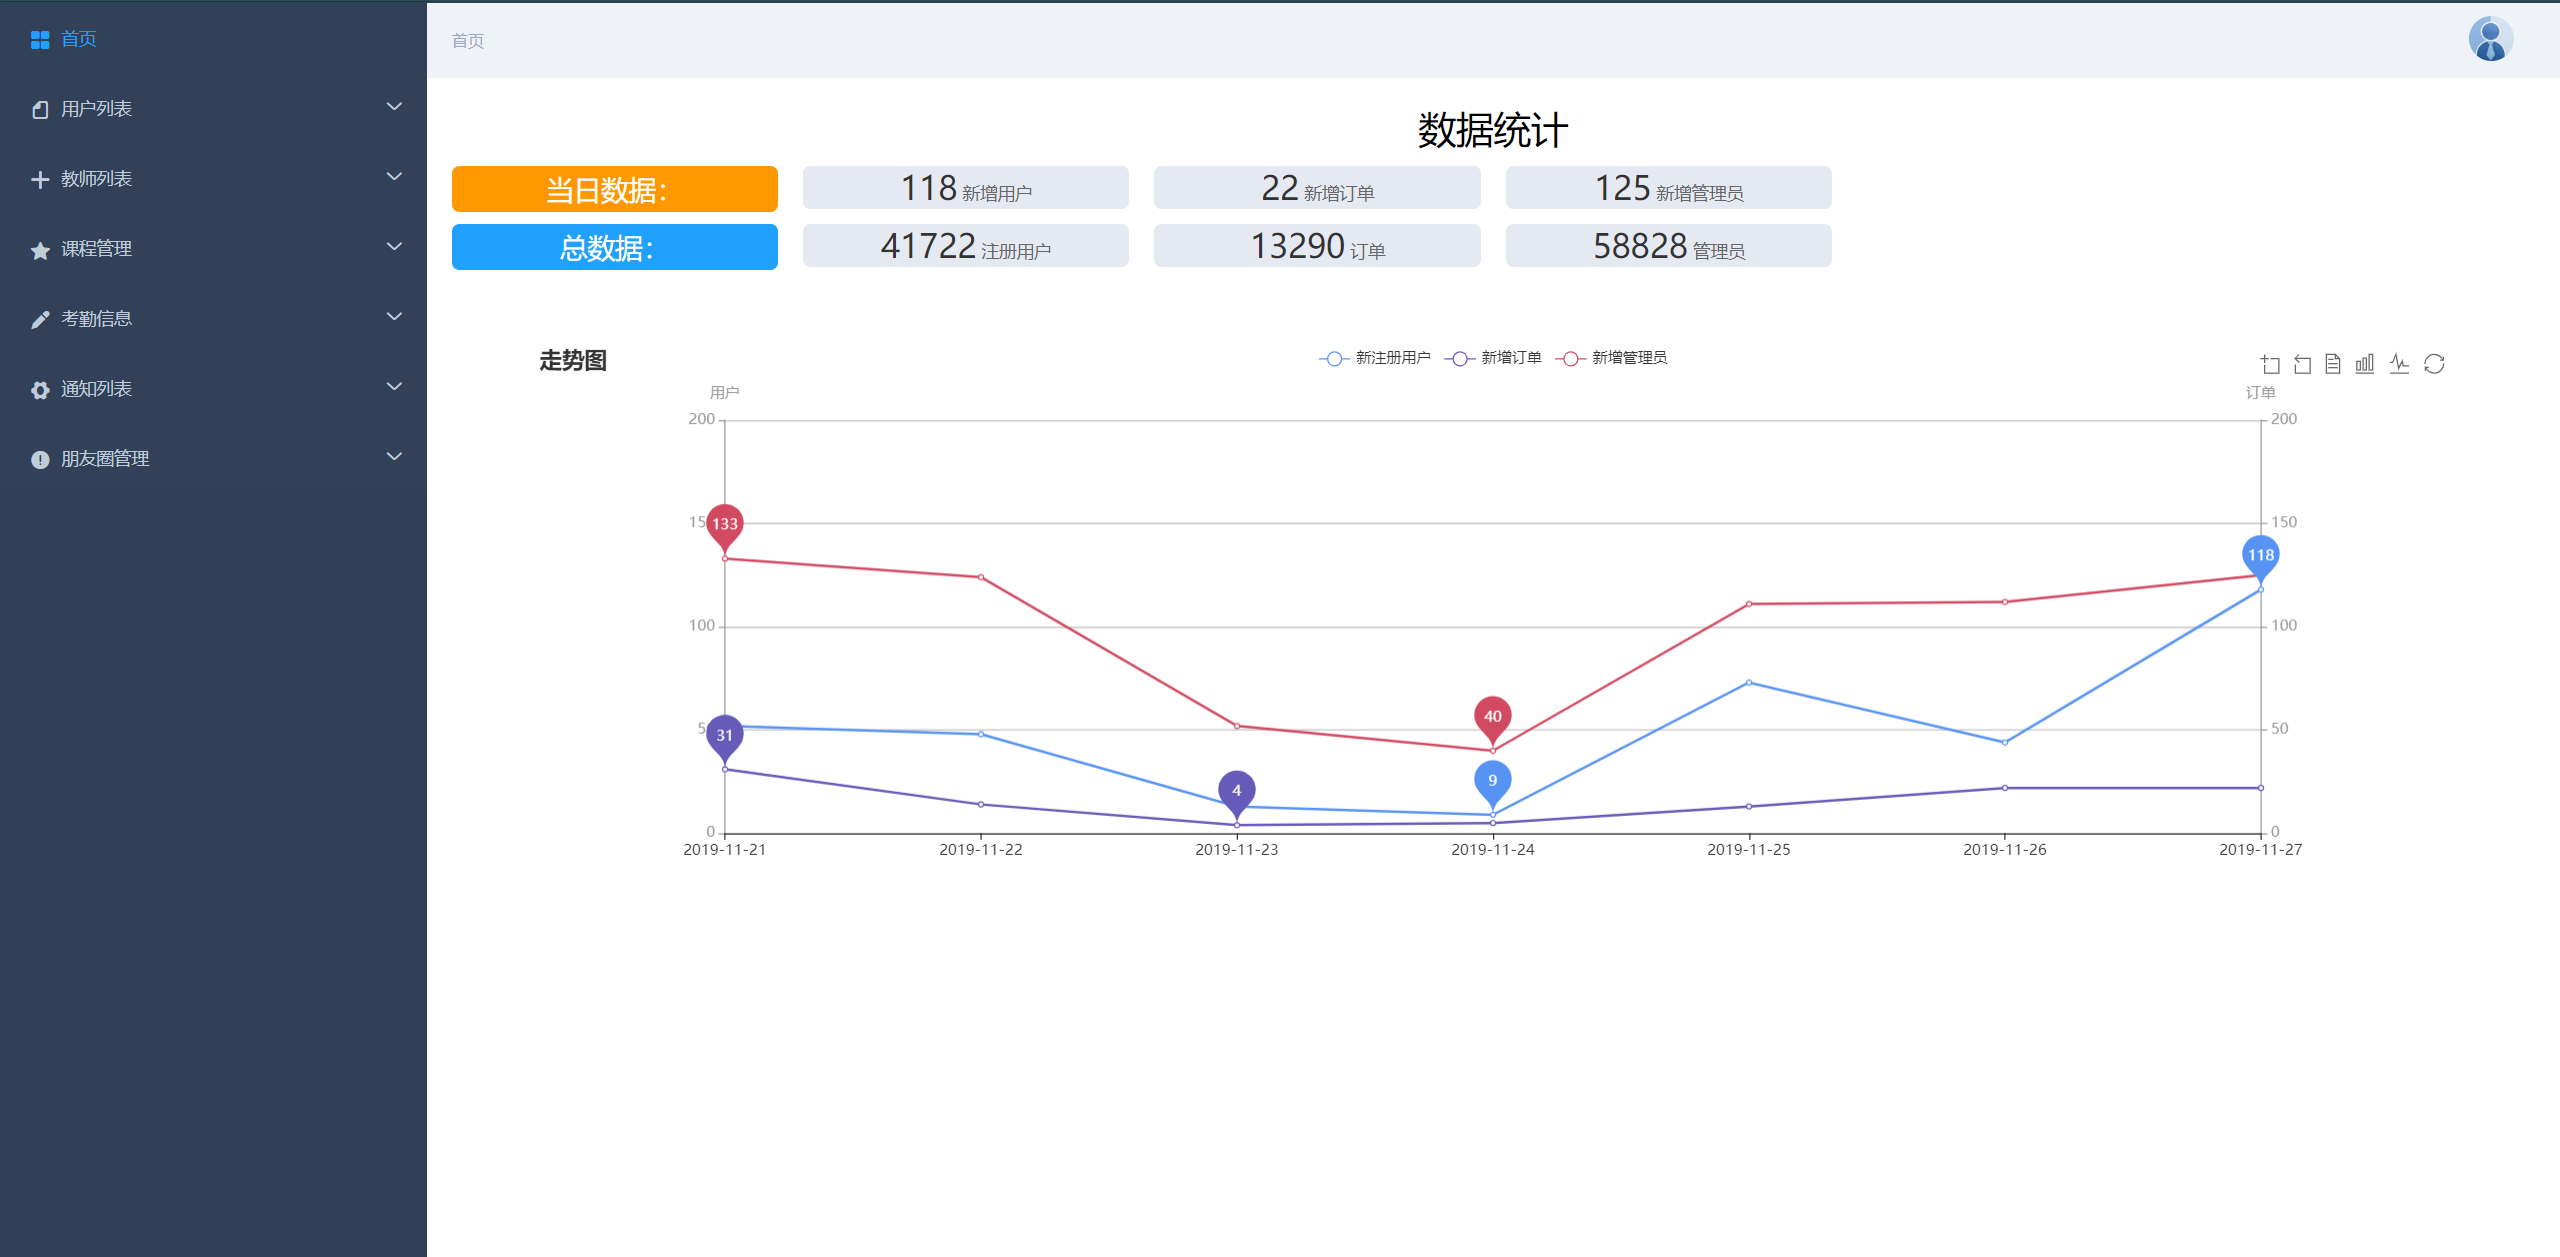 首页
用户列表
教师列表
课程管理
考勤信息
通知列表
朋友圈管理
首页
数据统计
当日数据：
118 新增用户
22 新增订单
125 新增管理员
总数据：
41722 注册用户
13290 订单
58828 管理员
走势图
新注册用户 新增订单 新增管理员
用户
订单
200
200
15
133
150
118
100
100
40
5
31
50
9
4
0
0
2019-11-21 2019-11-22 2019-11-23 2019-11-24 2019-11-25 2019-11-26 2019-11-27